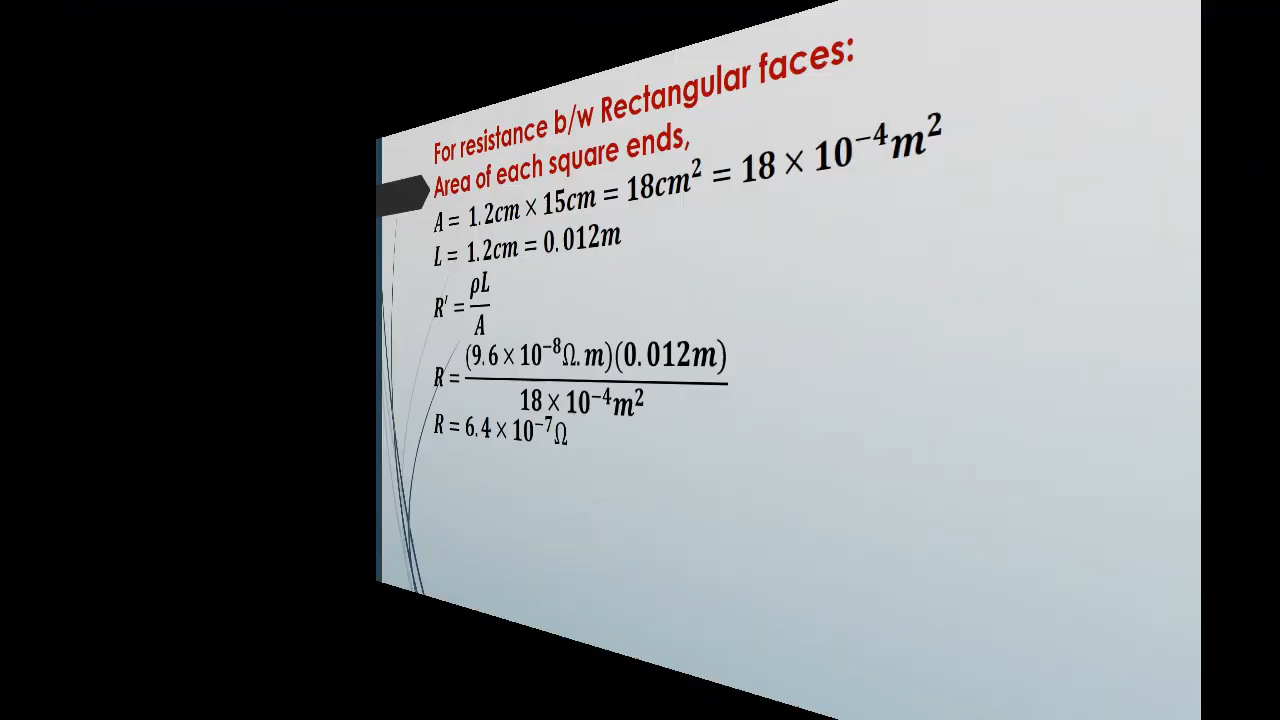 For resistance b/w Rectangular faces:
Area of each square ends,
A = 1.2cm × 15cm = 18cm² = 18 × 10⁻⁴m²
L = 1.2cm = 0.012m
R′ = ρL/A
R = (9.6 × 10⁻⁸Ω.m)(0.012m)/18 × 10⁻⁴m²
R = 6.4 × 10⁻⁷Ω